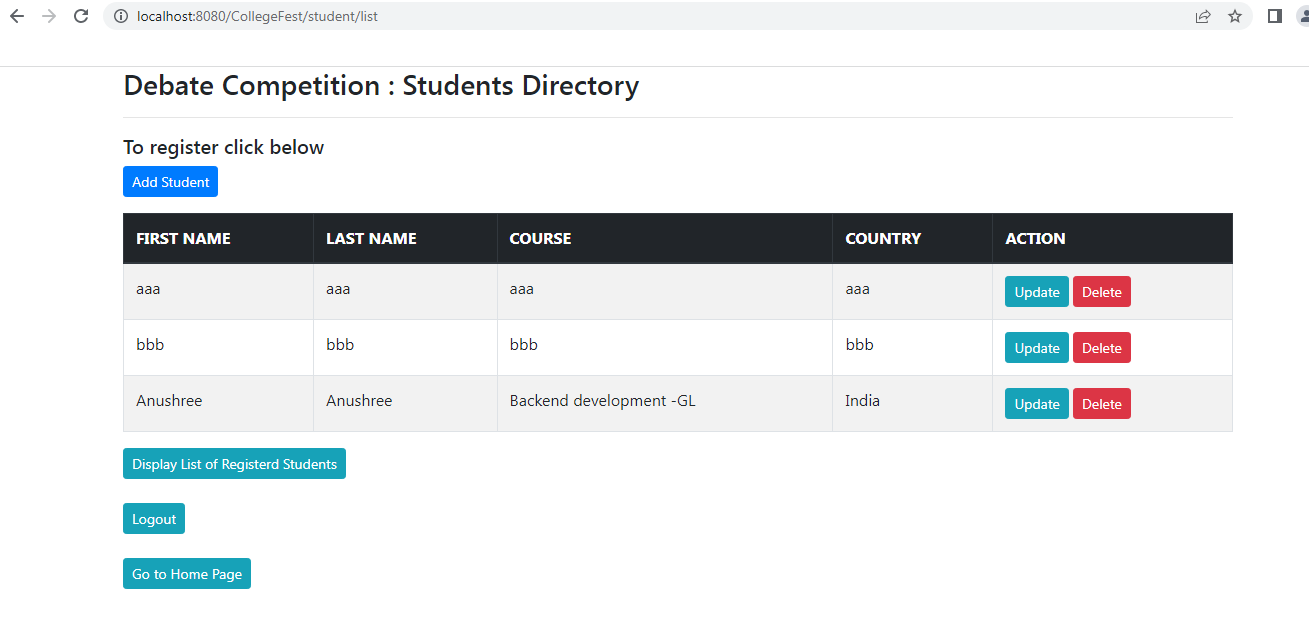 localhost:8080/CollegeFest/student/list
Debate Competition : Students Directory
To register click below
Add Student
FIRST NAME LAST NAME COURSE COUNTRY ACTION
aaa aaa aaa aaa Update Delete
bbb bbb bbb bbb Update Delete
Anushree Anushree Backend development -GL India Update Delete
Display List of Registerd Students
Logout
Go to Home Page